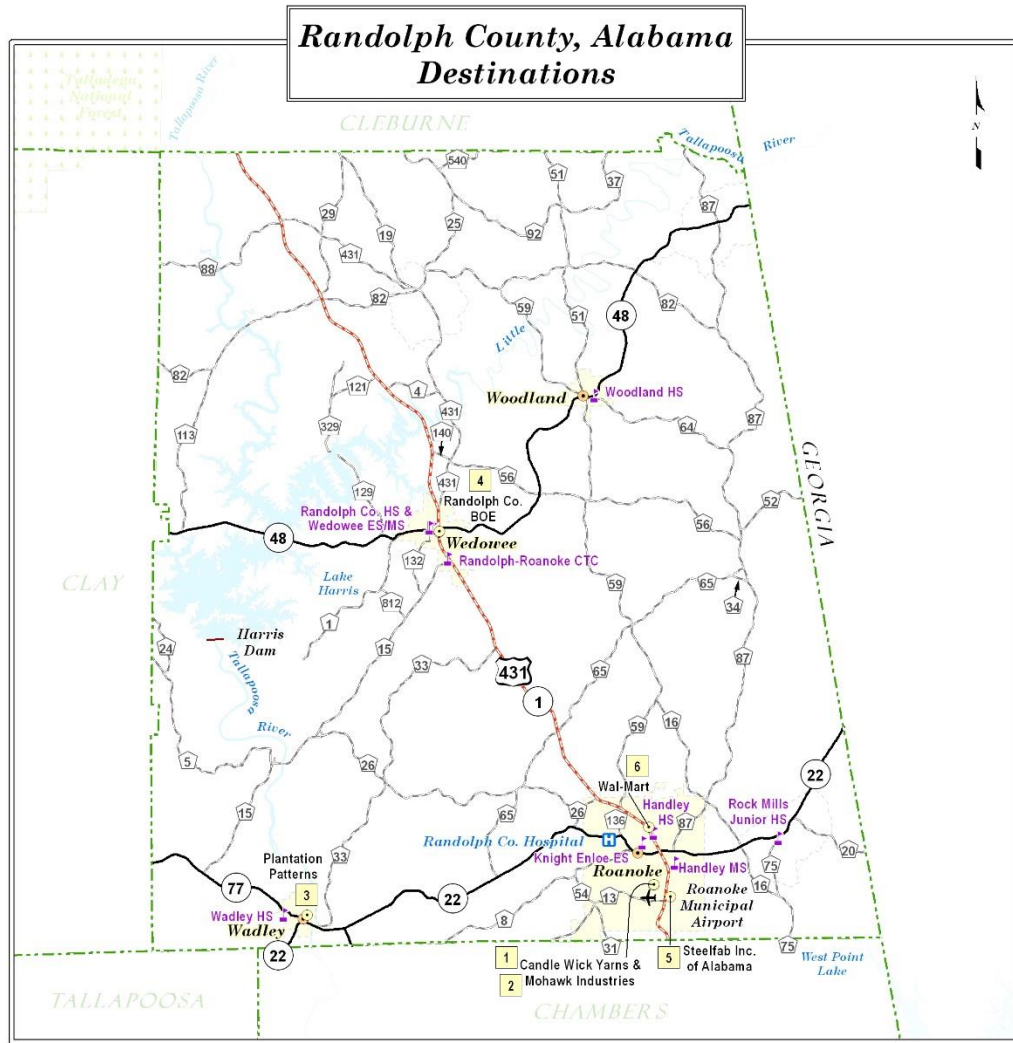 Randolph County, Alabama
Destinations
Talladega
National
Forest
Tallapoosa River
CLEBURNE
Tallapoosa
River
N
540
51
37
87
29
19
25
92
431
88
82
59
51
48
82
Little
82
121
4
Woodland
Woodland HS
431
140
64
87
113
329
431
56
4
Randolph Co.
BOE
129
52
GEORGIA
Randolph Co. HS &
Wedowee ES/MS
56
48
Wedowee
132
Randolph-Roanoke CTC
CLAY
Lake
Harris
59
65
34
812
1
24
Harris
Dam
15
33
431
87
Tallapoosa
River
65
1
59
16
5
26
6
Wal-Mart
22
15
65
26
136
Handley
HS
87
Rock Mills
Junior HS
Randolph Co. Hospital
H
33
Knight Enloe-ES
Handley MS
75
20
Plantation
Patterns
Roanoke
16
77
3
22
54
13
Roanoke
Municipal
Airport
Wadley HS
Wadley
8
31
75
22
1
Candle Wick Yarns &
2
Mohawk Industries
5
Steelfab Inc.
of Alabama
West Point
Lake
TALLAPOOSA
CHAMBERS